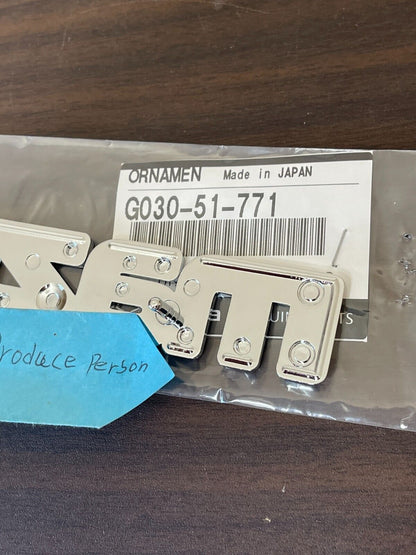 ORNAMEN Made in JAPAN
G030-51-771
roduce Person